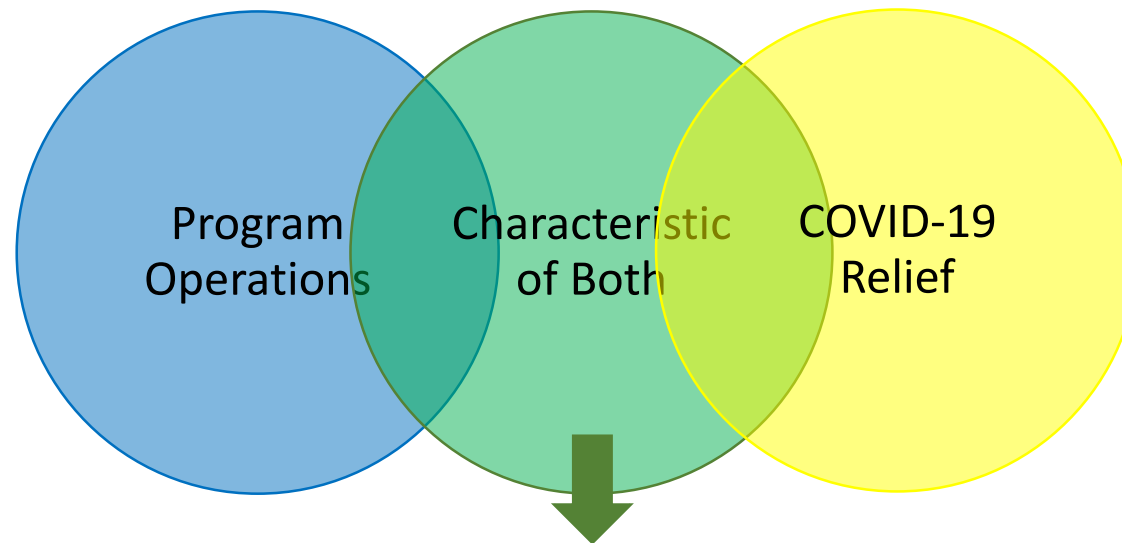 Program
Operations
Characteristic
of Both
COVID-19
Relief